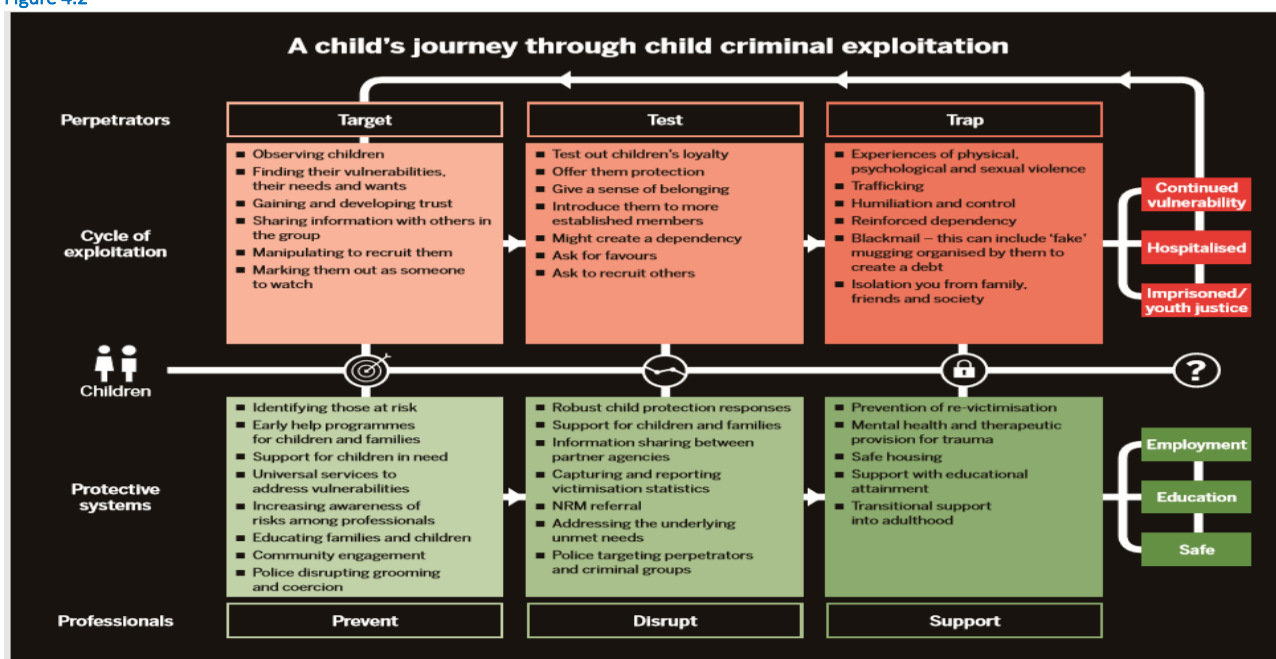 Figure 4.2
A child's journey through child criminal exploitation
Perpetrators
Target
Test
Trap
Cycle of
exploitation
■ Observing children
■ Finding their vulnerabilities,
their needs and wants
■ Gaining and developing trust
■ Sharing information with others in
the group
■ Manipulating to recruit them
■ Marking them out as someone
to watch
■ Test out children's loyalty
■ Offer them protection
■ Give a sense of belonging
■ Introduce them to more
established members
■ Might create a dependency
■ Ask for favours
■ Ask to recruit others
■ Experiences of physical,
psychological and sexual violence
■ Trafficking
■ Humiliation and control
■ Reinforced dependency
■ Blackmail – this can include ‘fake’
mugging organised by them to
create a debt
■ Isolation you from family,
friends and society
Continued
vulnerability
Hospitalised
Imprisoned/
youth justice
Children
?
Protective
systems
■ Identifying those at risk
■ Early help programmes
for children and families
■ Support for children in need
■ Universal services to
address vulnerabilities
■ Increasing awareness of
risks among professionals
■ Educating families and children
■ Community engagement
■ Police disrupting grooming
and coercion
■ Robust child protection responses
■ Support for children and families
■ Information sharing between
partner agencies
■ Capturing and reporting
victimisation statistics
■ NRM referral
■ Addressing the underlying
unmet needs
■ Police targeting perpetrators
and criminal groups
■ Prevention of re-victimisation
■ Mental health and therapeutic
provision for trauma
■ Safe housing
■ Support with educational
attainment
■ Transitional support
into adulthood
Employment
Education
Safe
Professionals
Prevent
Disrupt
Support